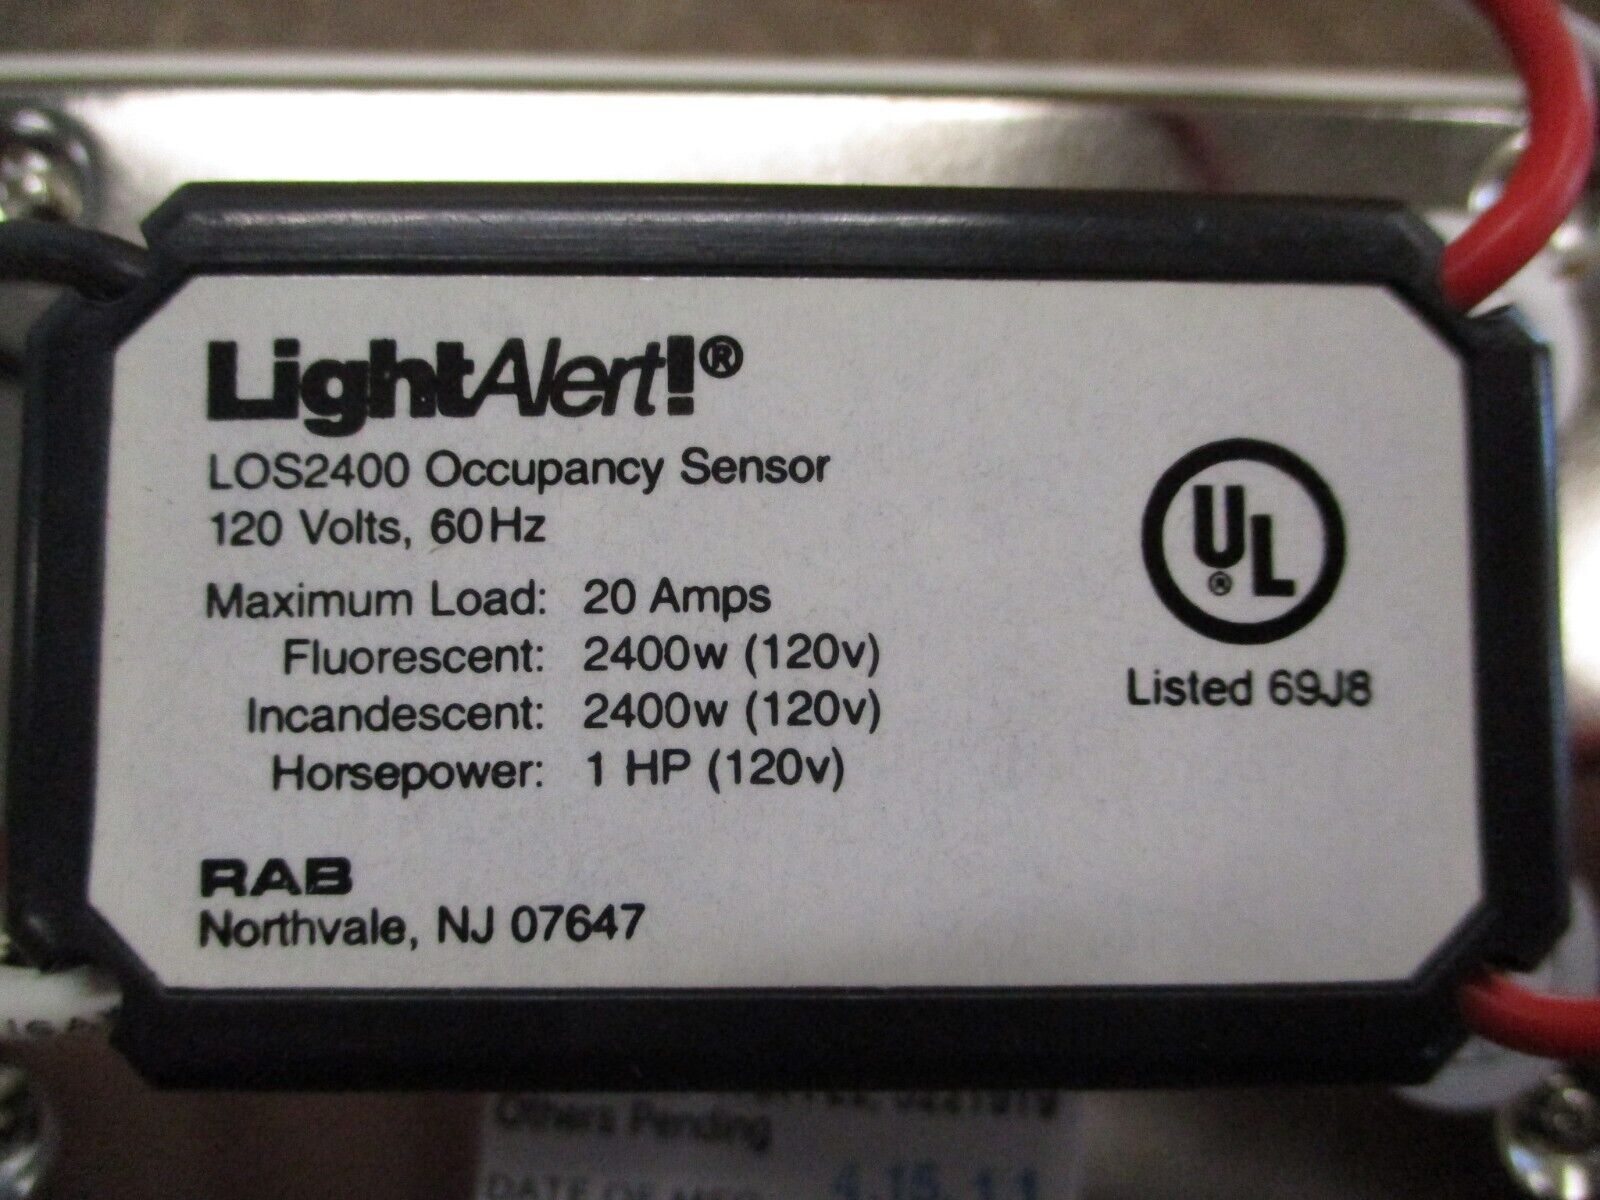 LightAlert!®
LOS2400 Occupancy Sensor
120 Volts, 60Hz
Maximum Load: 20 Amps
Fluorescent: 2400w (120v)
Incandescent: 2400w (120v)
Horsepower: 1 HP (120v)
RAB
Northvale, NJ 07647
UL®
Listed 69J8
Others Pending